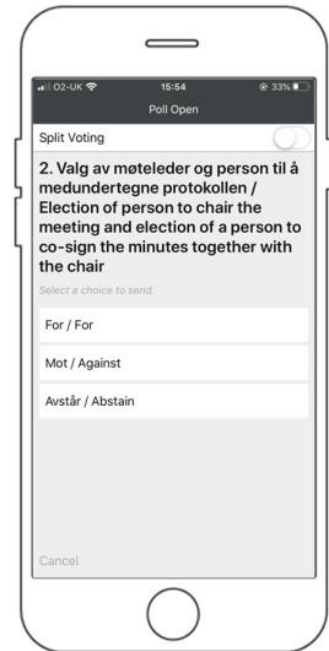 O2-UK 15:54 33%
Poll Open
Split Voting
2. Valg av møteleder og person til å
medundertegne protokollen /
Election of person to chair the
meeting and election of a person to
co-sign the minutes together with
the chair
Select a choice to send.
For / For
Mot / Against
Avstår / Abstain
Cancel